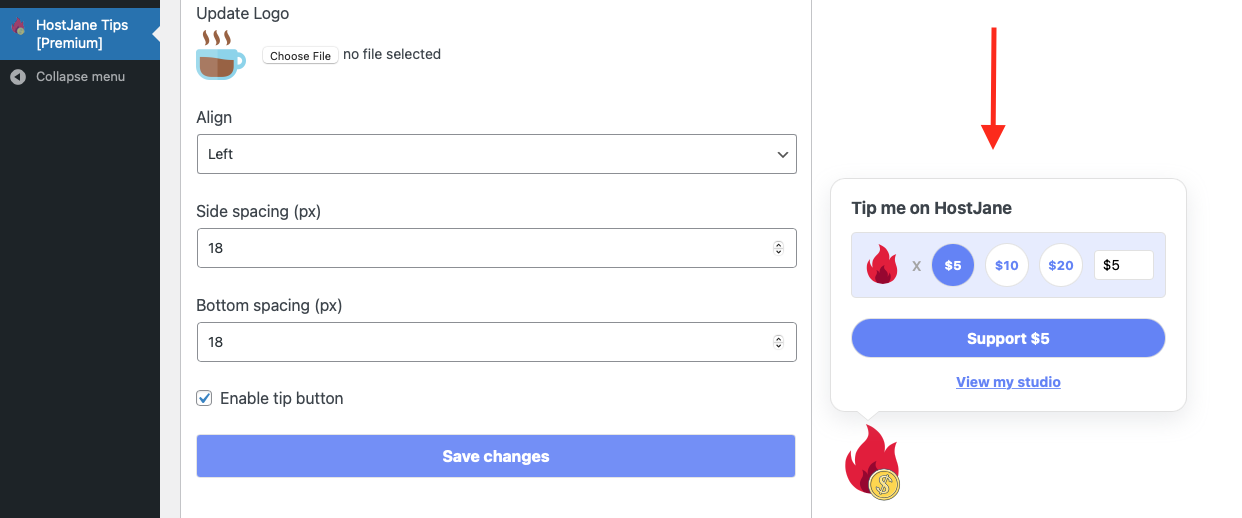 HostJane Tips
[Premium]
Collapse menu
Update Logo
Choose File no file selected
Align
Left
Side spacing (px)
18
Bottom spacing (px)
18
Enable tip button
Save changes
Tip me on HostJane
X $5 $10 $20 $5
Support $5
View my studio
$